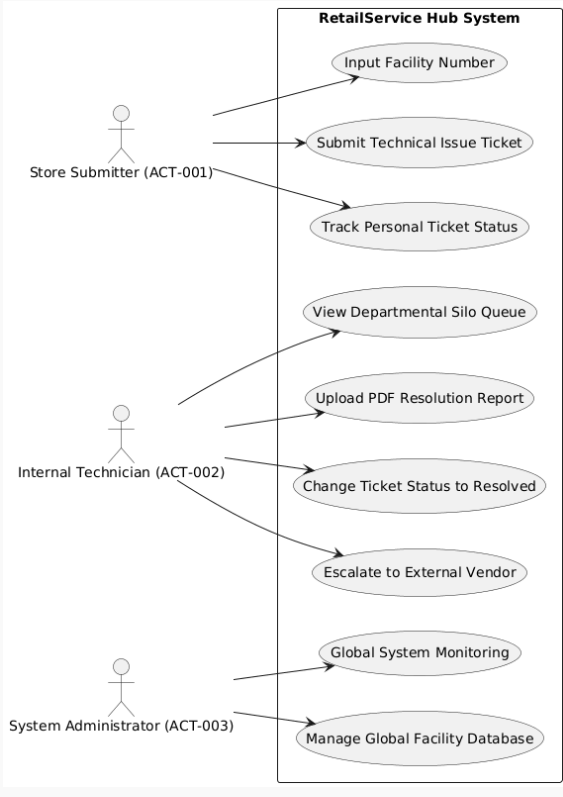 RetailService Hub System
Input Facility Number
Submit Technical Issue Ticket
Store Submitter (ACT-001)
Track Personal Ticket Status
View Departmental Silo Queue
Upload PDF Resolution Report
Internal Technician (ACT-002)
Change Ticket Status to Resolved
Escalate to External Vendor
Global System Monitoring
System Administrator (ACT-003)
Manage Global Facility Database